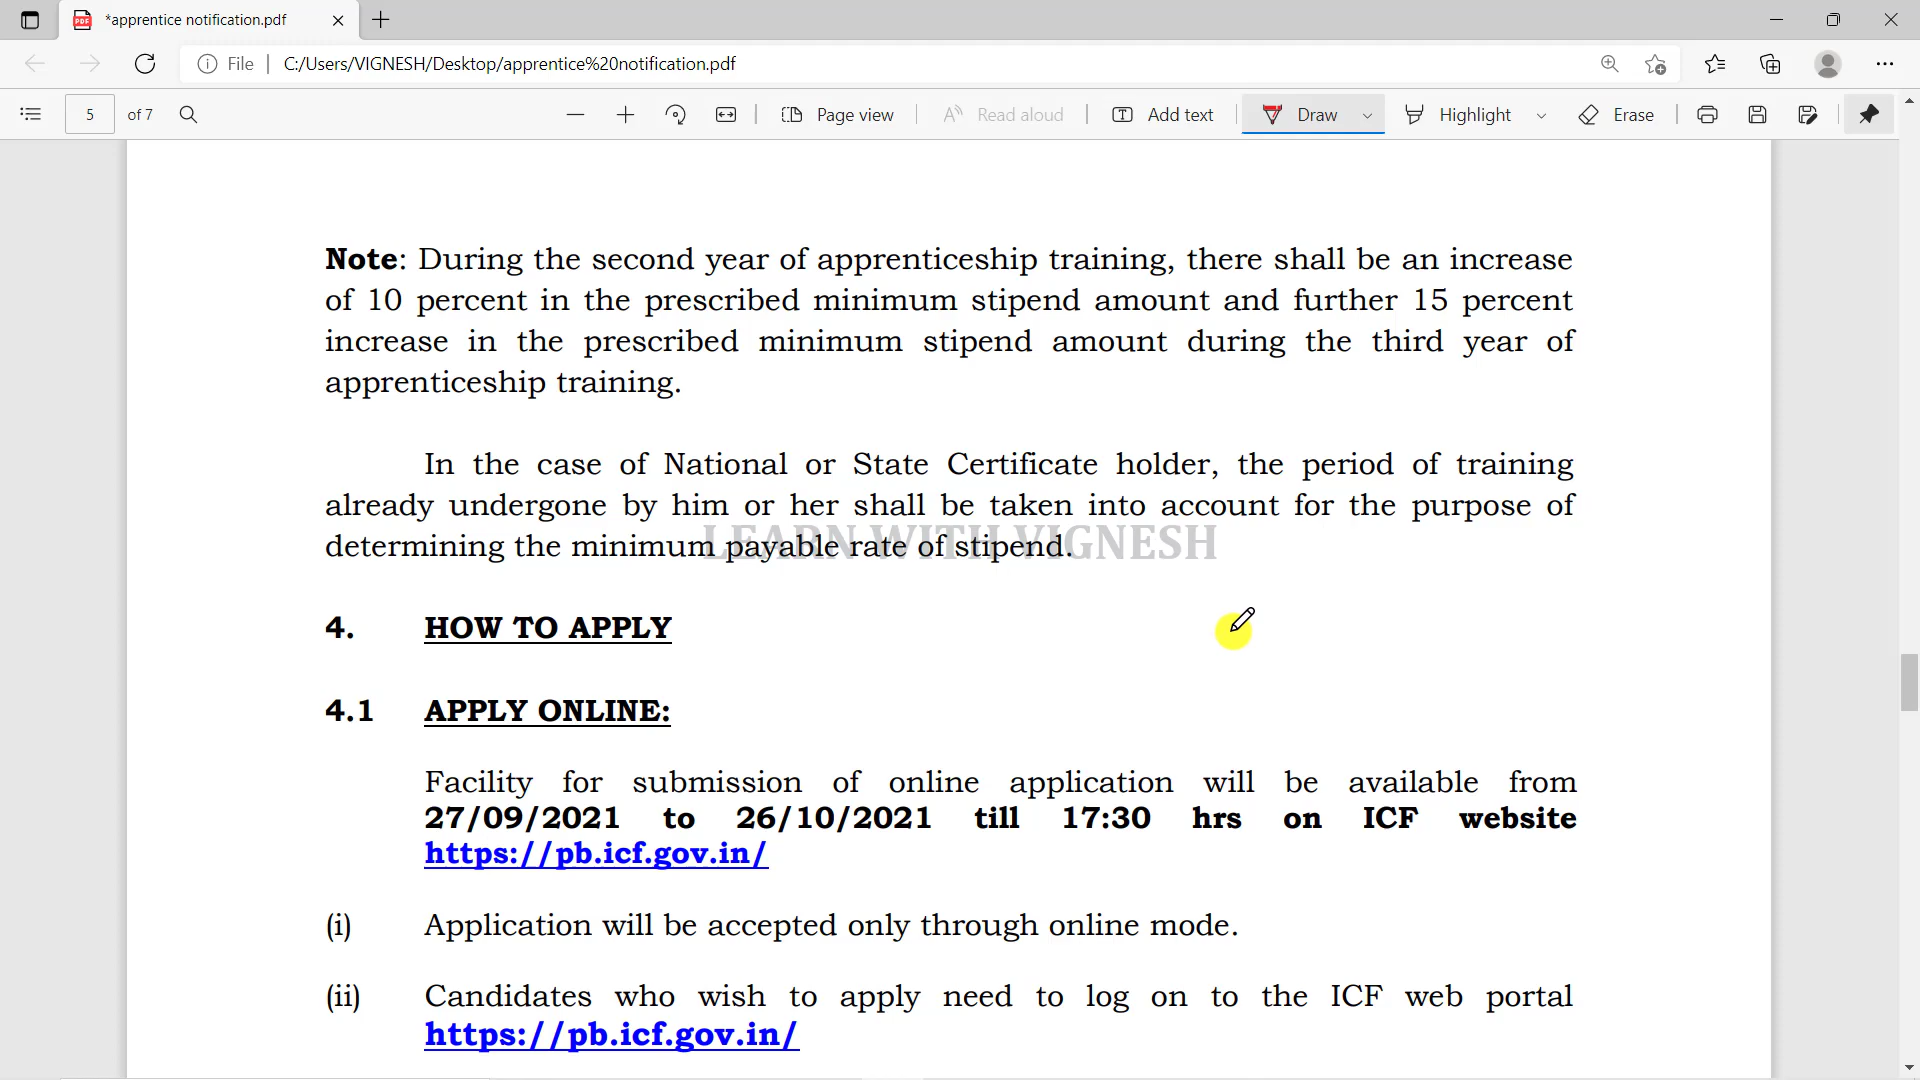 *apprentice notification.pdf
File
C:/Users/VIGNESH/Desktop/apprentice%20notification.pdf
5 of 7
Page view
Read aloud
Add text
Draw
Highlight
Erase
Note: During the second year of apprenticeship training, there shall be an increase
of 10 percent in the prescribed minimum stipend amount and further 15 percent
increase in the prescribed minimum stipend amount during the third year of
apprenticeship training.
In the case of National or State Certificate holder, the period of training
already undergone by him or her shall be taken into account for the purpose of
determining the minimum payable rate of stipend.
LEARN WITH VIGNESH
4. HOW TO APPLY
4.1 APPLY ONLINE:
Facility for submission of online application will be available from
27/09/2021 to 26/10/2021 till 17:30 hrs on ICF website
https://pb.icf.gov.in/
(i) Application will be accepted only through online mode.
(ii) Candidates who wish to apply need to log on to the ICF web portal
https://pb.icf.gov.in/